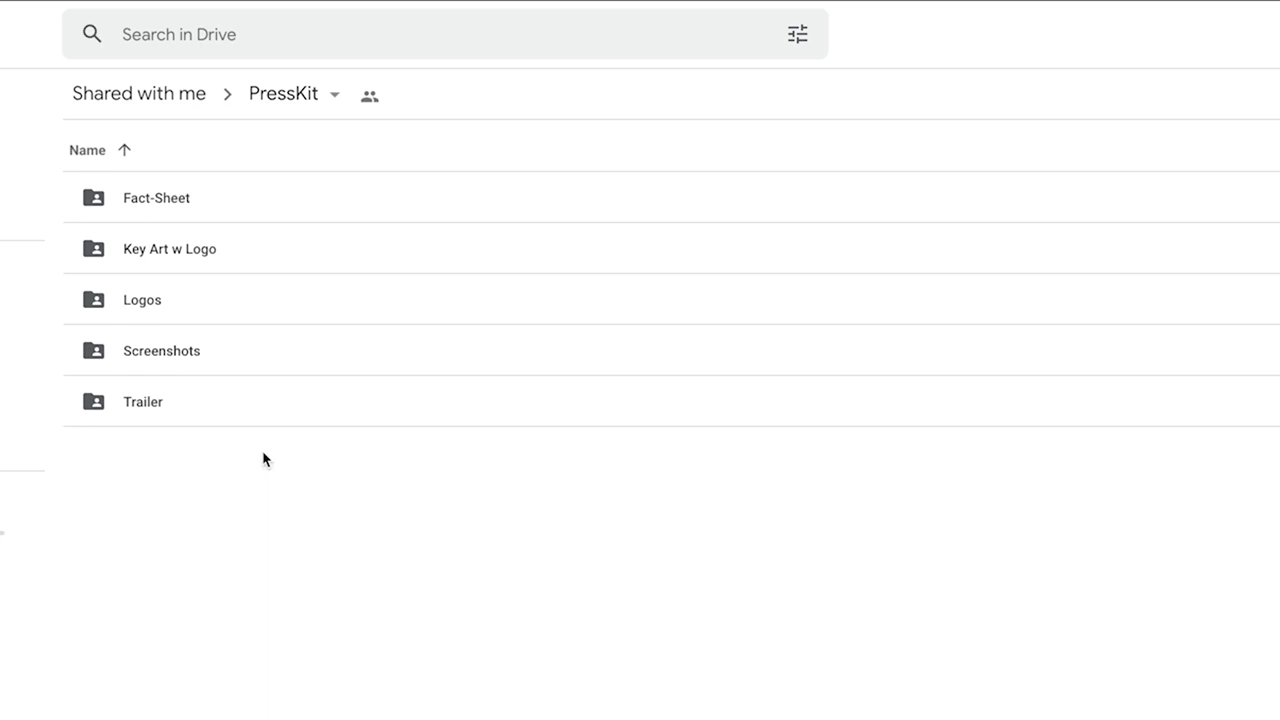 Search in Drive
Shared with me > PressKit
Name
Fact-Sheet
Key Art w Logo
Logos
Screenshots
Trailer